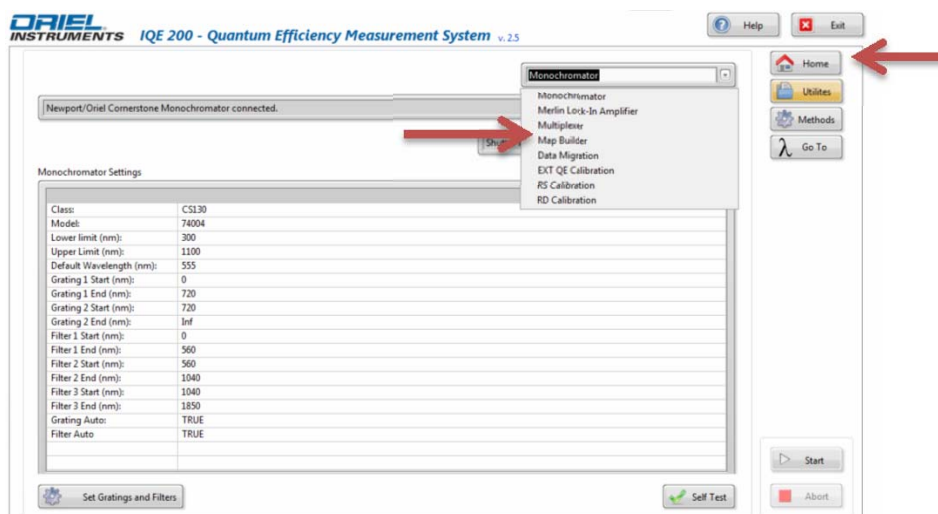 ORIEL INSTRUMENTS IQE 200 - Quantum Efficiency Measurement System v. 2.5
Help
Exit
Home
Utilites
Methods
λ Go To
Monochromator
Monochromator
Merlin Lock-In Amplifier
Multiplexer
Map Builder
Data Migration
EXT QE Calibration
RS Calibration
RD Calibration
Newport/Oriel Cornerstone Monochromator connected.
Monochromator Settings
Class: CS130
Model: 74004
Lower limit (nm): 300
Upper Limit (nm): 1100
Default Wavelength (nm): 555
Grating 1 Start (nm): 0
Grating 1 End (nm): 720
Grating 2 Start (nm): 720
Grating 2 End (nm): Inf
Filter 1 Start (nm): 0
Filter 1 End (nm): 560
Filter 2 Start (nm): 560
Filter 2 End (nm): 1040
Filter 3 Start (nm): 1040
Filter 3 End (nm): 1850
Grating Auto: TRUE
Filter Auto TRUE
Start
Set Gratings and Filters
Self Test
Abort